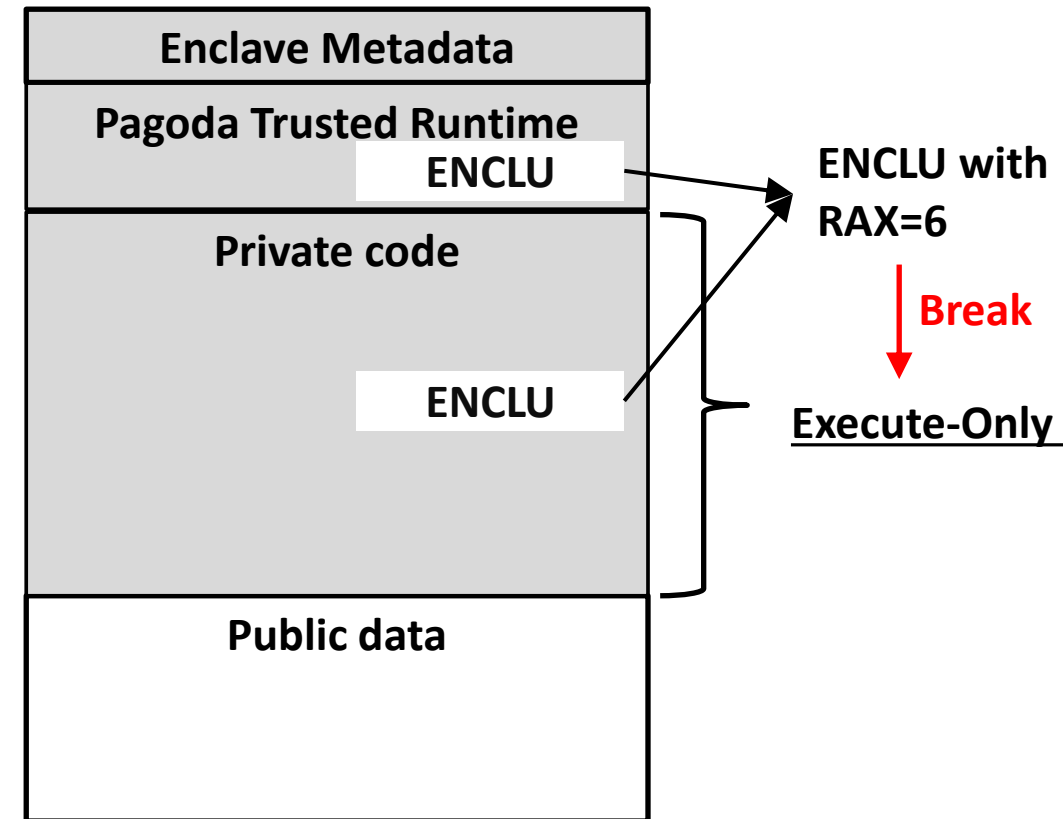 Enclave Metadata
Pagoda Trusted Runtime
ENCLU
Private code
ENCLU
Public data
ENCLU with
RAX=6
Break
Execute-Only